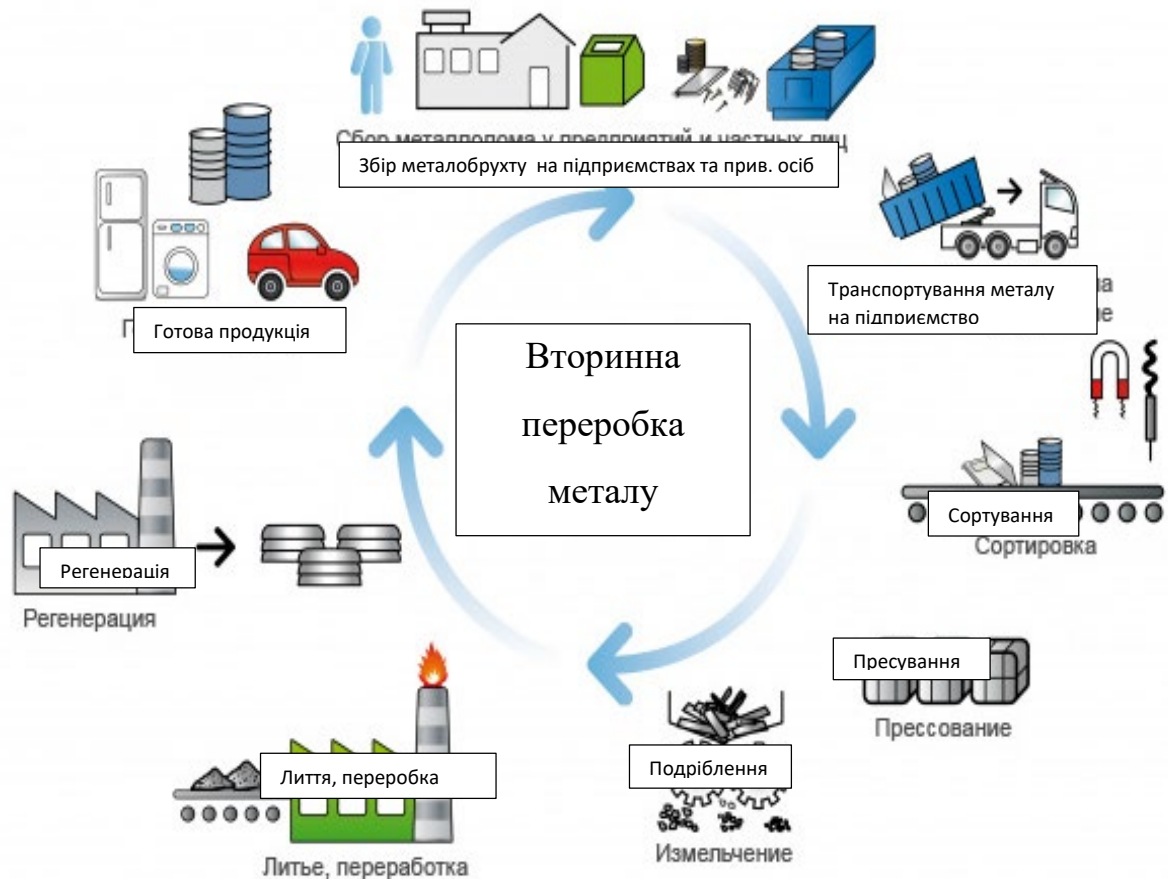 Сбор металлолома у предприятий и частных лиц
Збір металобрухту на підприємствах та прив. осіб
Транспортування металу
на підприємство
Готова продукція
Вторинна
переробка
металу
Сортування
Сортировка
Регенерація
Регенерация
Пресування
Прессование
Подріблення
Измельчение
Лиття, переробка
Литье, переработка